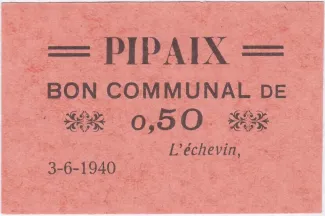 PIPAIX
BON COMMUNAL DE
0,50
L'échevin,
3-6-1940